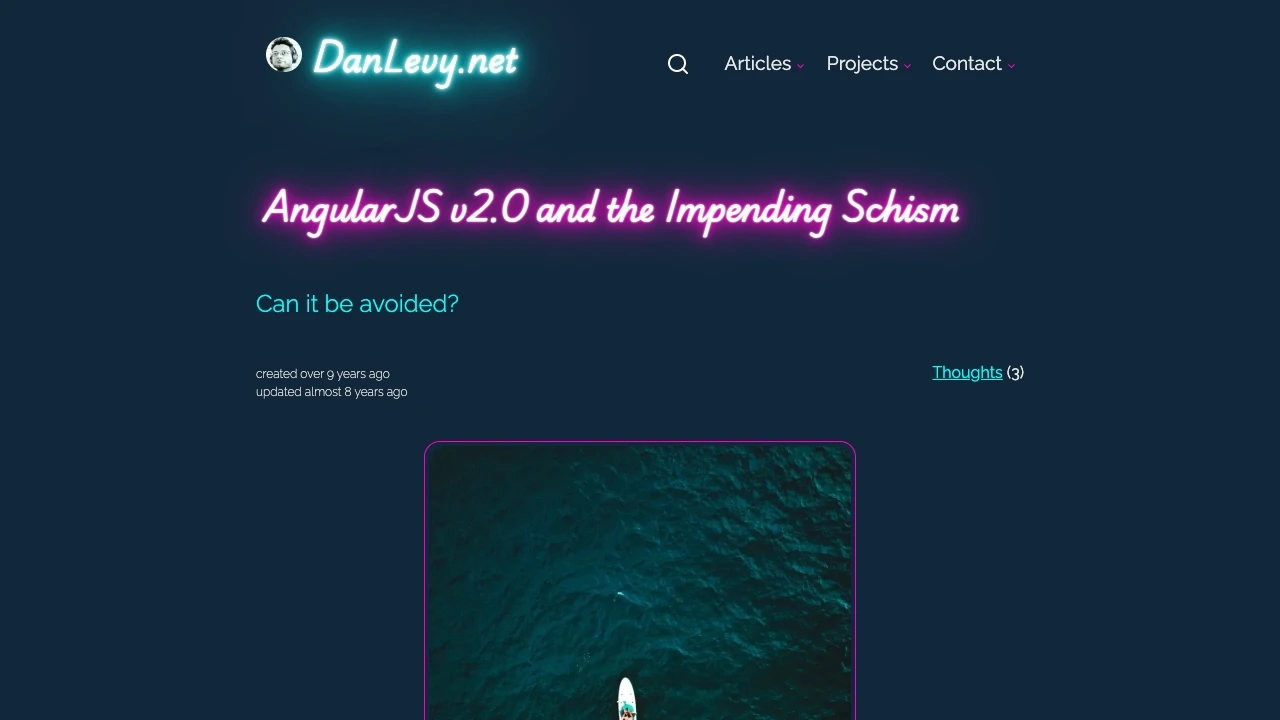 DanLevy.net
Articles
Projects
Contact
AngularJS v2.0 and the Impending Schism
Can it be avoided?
created over 9 years ago
updated almost 8 years ago
Thoughts (3)